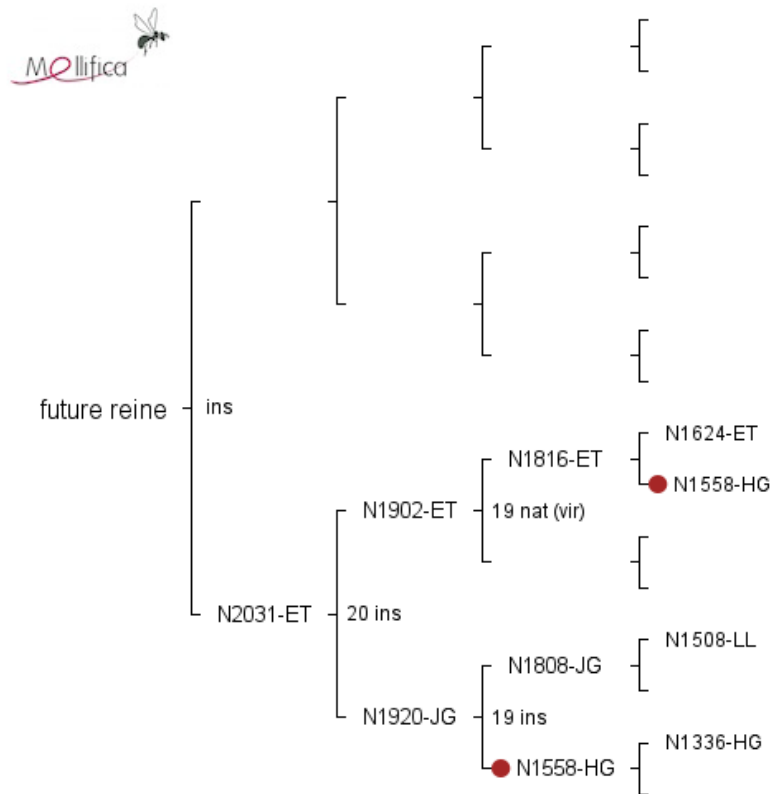 Mellifica
future reine
ins
N2031-ET
20 ins
N1902-ET
19 nat (vir)
N1816-ET
N1624-ET
N1558-HG
N1920-JG
19 ins
N1808-JG
N1508-LL
N1558-HG
N1336-HG